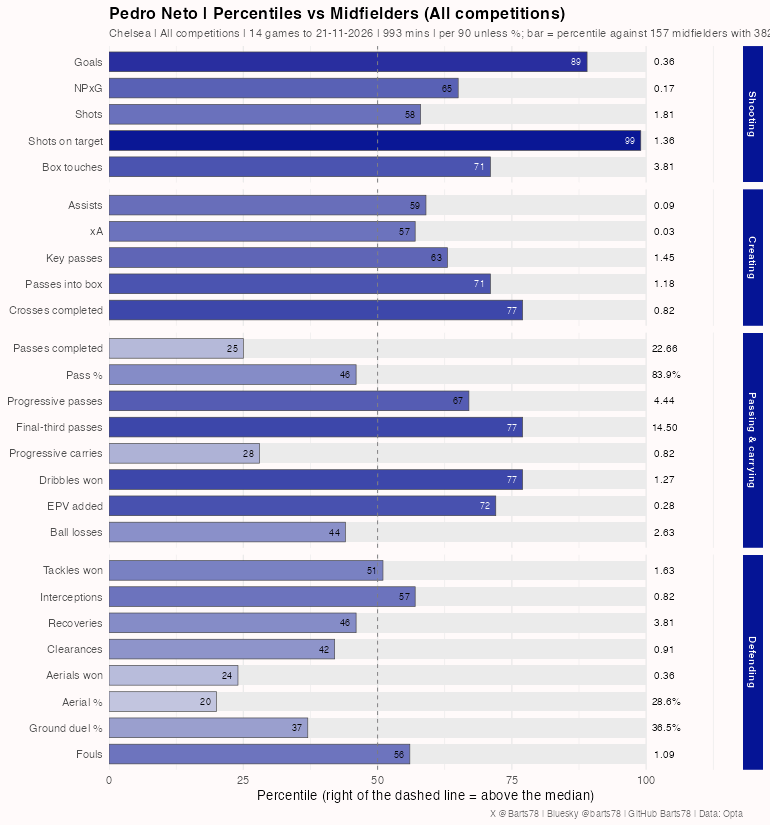 Pedro Neto | Percentiles vs Midfielders (All competitions)
Chelsea | All competitions | 14 games to 21-11-2026 | 993 mins | per 90 unless %; bar = percentile against 157 midfielders with 382
Goals 89 0.36
NPxG 65 0.17
Shots 58 1.81
Shots on target 99 1.36
Box touches 71 3.81
Shooting
Assists 59 0.09
xA 57 0.03
Key passes 63 1.45
Passes into box 71 1.18
Crosses completed 77 0.82
Creating
Passes completed 25 22.66
Pass % 46 83.9%
Progressive passes 67 4.44
Final-third passes 77 14.50
Progressive carries 28 0.82
Dribbles won 77 1.27
EPV added 72 0.28
Ball losses 44 2.63
Passing & carrying
Tackles won 51 1.63
Interceptions 57 0.82
Recoveries 46 3.81
Clearances 42 0.91
Aerials won 24 0.36
Aerial % 20 28.6%
Ground duel % 37 36.5%
Fouls 56 1.09
Defending
0 25 50 75 100
Percentile (right of the dashed line = above the median)
X @Barts78 | Bluesky @barts78 | GitHub Barts78 | Data: Opta